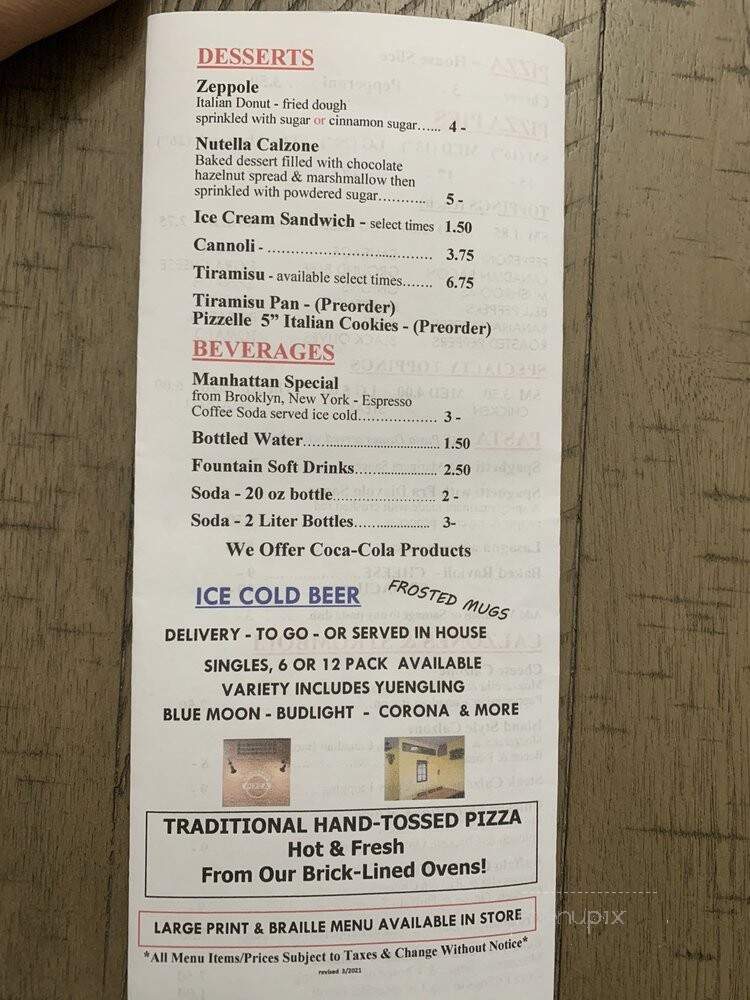 DESSERTS
Zeppole
Italian Donut - fried dough
sprinkled with sugar or cinnamon sugar...... 4 -
Nutella Calzone
Baked dessert filled with chocolate
hazelnut spread & marshmallow then
sprinkled with powdered sugar........... 5 -
Ice Cream Sandwich - select times 1.50
Cannoli - ................................... 3.75
Tiramisu - available select times....... 6.75
Tiramisu Pan - (Preorder)
Pizzelle 5” Italian Cookies - (Preorder)
BEVERAGES
Manhattan Special
from Brooklyn, New York - Espresso
Coffee Soda served ice cold.................. 3 -
Bottled Water................................ 1.50
Fountain Soft Drinks................... 2.50
Soda - 20 oz bottle....................... 2 -
Soda - 2 Liter Bottles.................. 3-
We Offer Coca-Cola Products
ICE COLD BEER FROSTED MUGS
DELIVERY - TO GO - OR SERVED IN HOUSE
SINGLES, 6 OR 12 PACK AVAILABLE
VARIETY INCLUDES YUENGLING
BLUE MOON - BUDLIGHT - CORONA & MORE
PIZZA
TRADITIONAL HAND-TOSSED PIZZA
Hot & Fresh
From Our Brick-Lined Ovens!
LARGE PRINT & BRAILLE MENU AVAILABLE IN STORE
*All Menu Items/Prices Subject to Taxes & Change Without Notice*
revised 3/2021